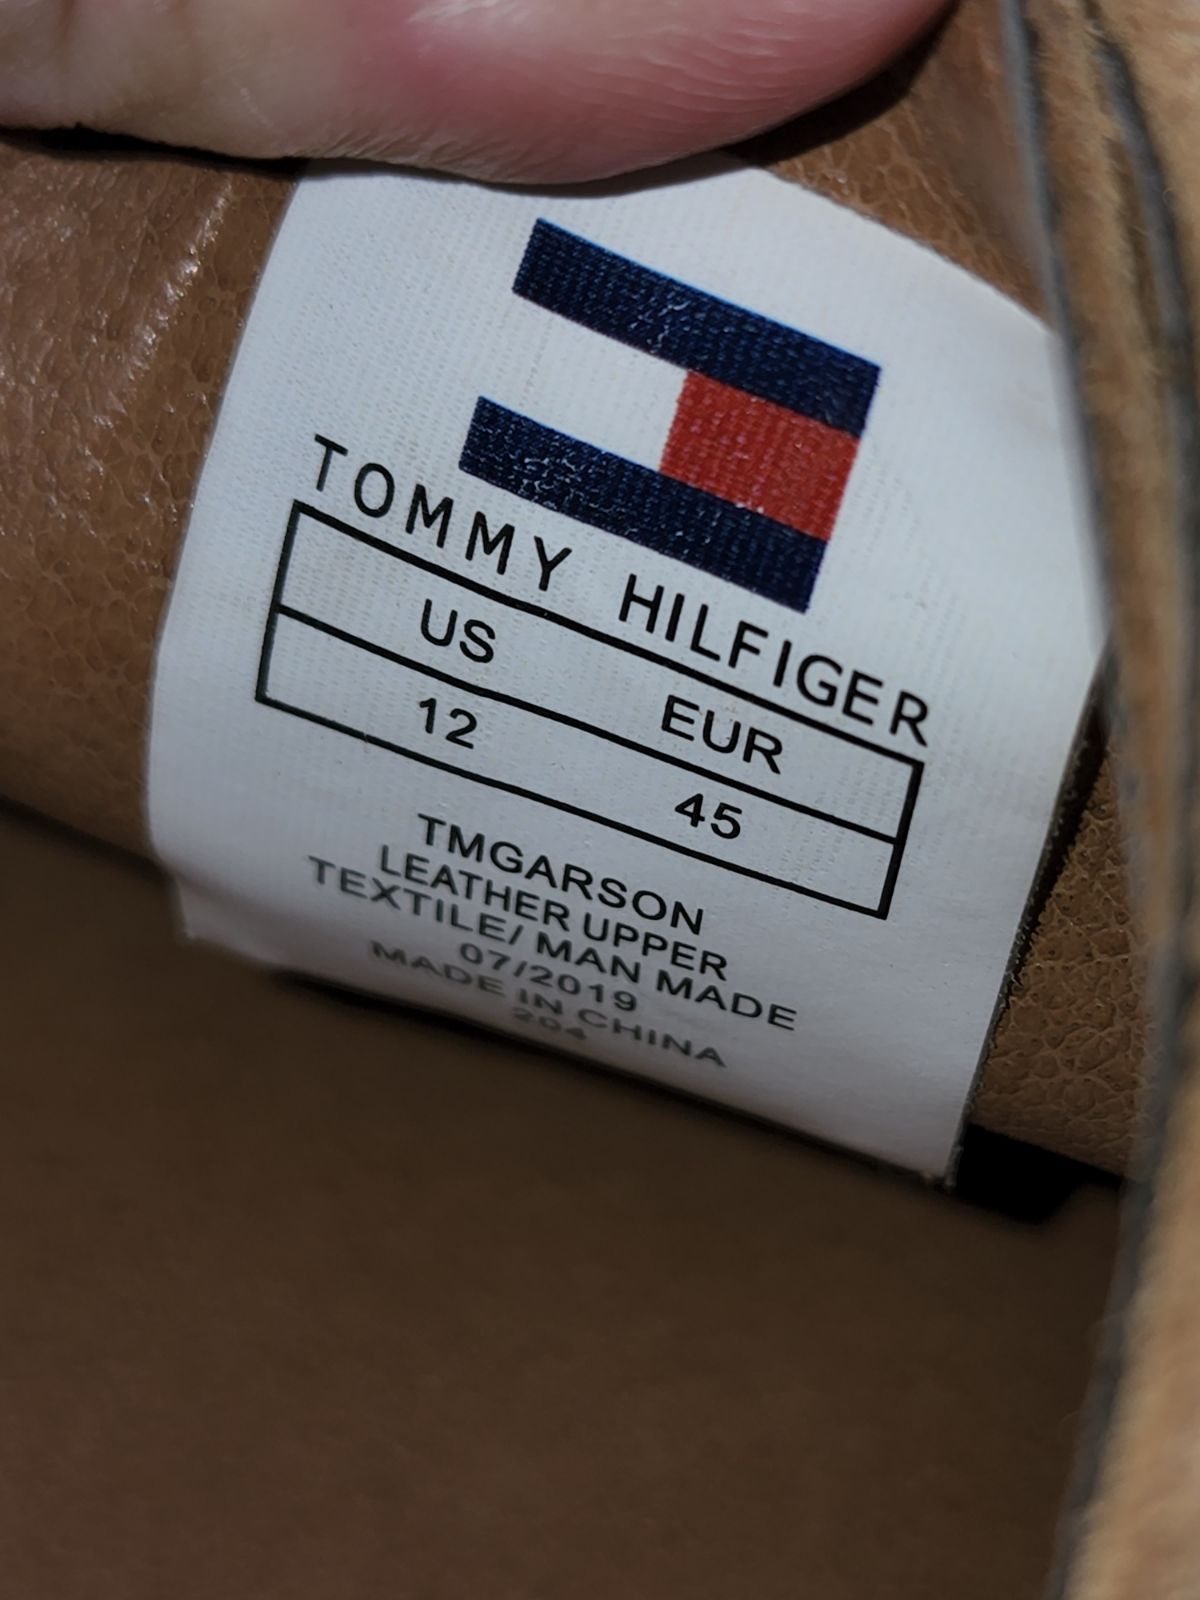 TOMMY HILFIGER
US EUR
12 45
TMGARSON
LEATHER UPPER
TEXTILE/ MAN MADE
07/2019
MADE IN CHINA
204